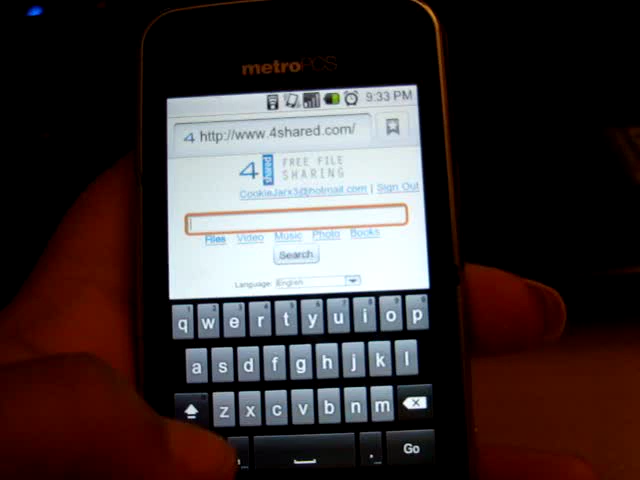 metroPCS
9:33 PM
4 http://www.4shared.com/
4 shared FREE FILE SHARING
CookieJarx3@hotmail.com | Sign Out
Files Video Music Photo Books
Search
Language: English
q w e r t y u i o p
a s d f g h j k l
z x c v b n m
. Go